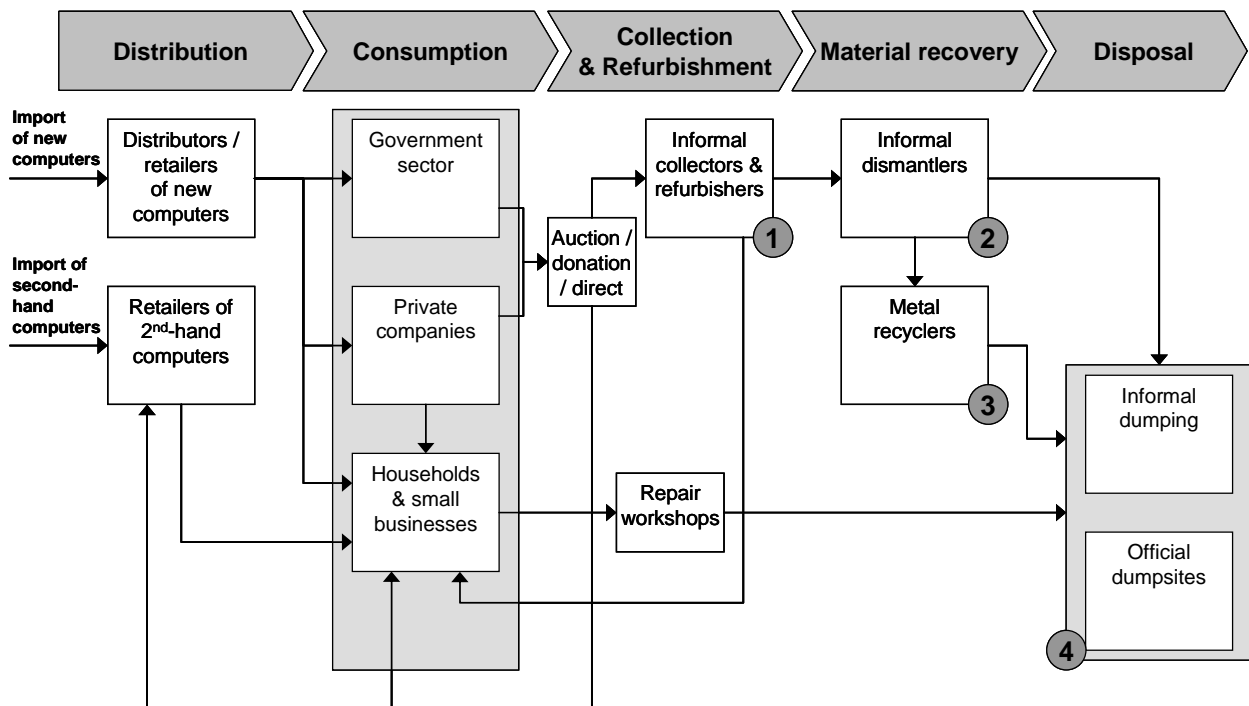 Distribution
Consumption
Collection
& Refurbishment
Material recovery
Disposal
Import
of new
computers
Distributors /
retailers
of new
computers
Government
sector
Informal
collectors &
refurbishers
1
Informal
dismantlers
2
Auction /
donation
/ direct
Import of
second-
hand
computers
Retailers of
2nd-hand
computers
Private
companies
Metal
recyclers
3
Informal
dumping
Households
& small
businesses
Repair
workshops
Official
dumpsites
4